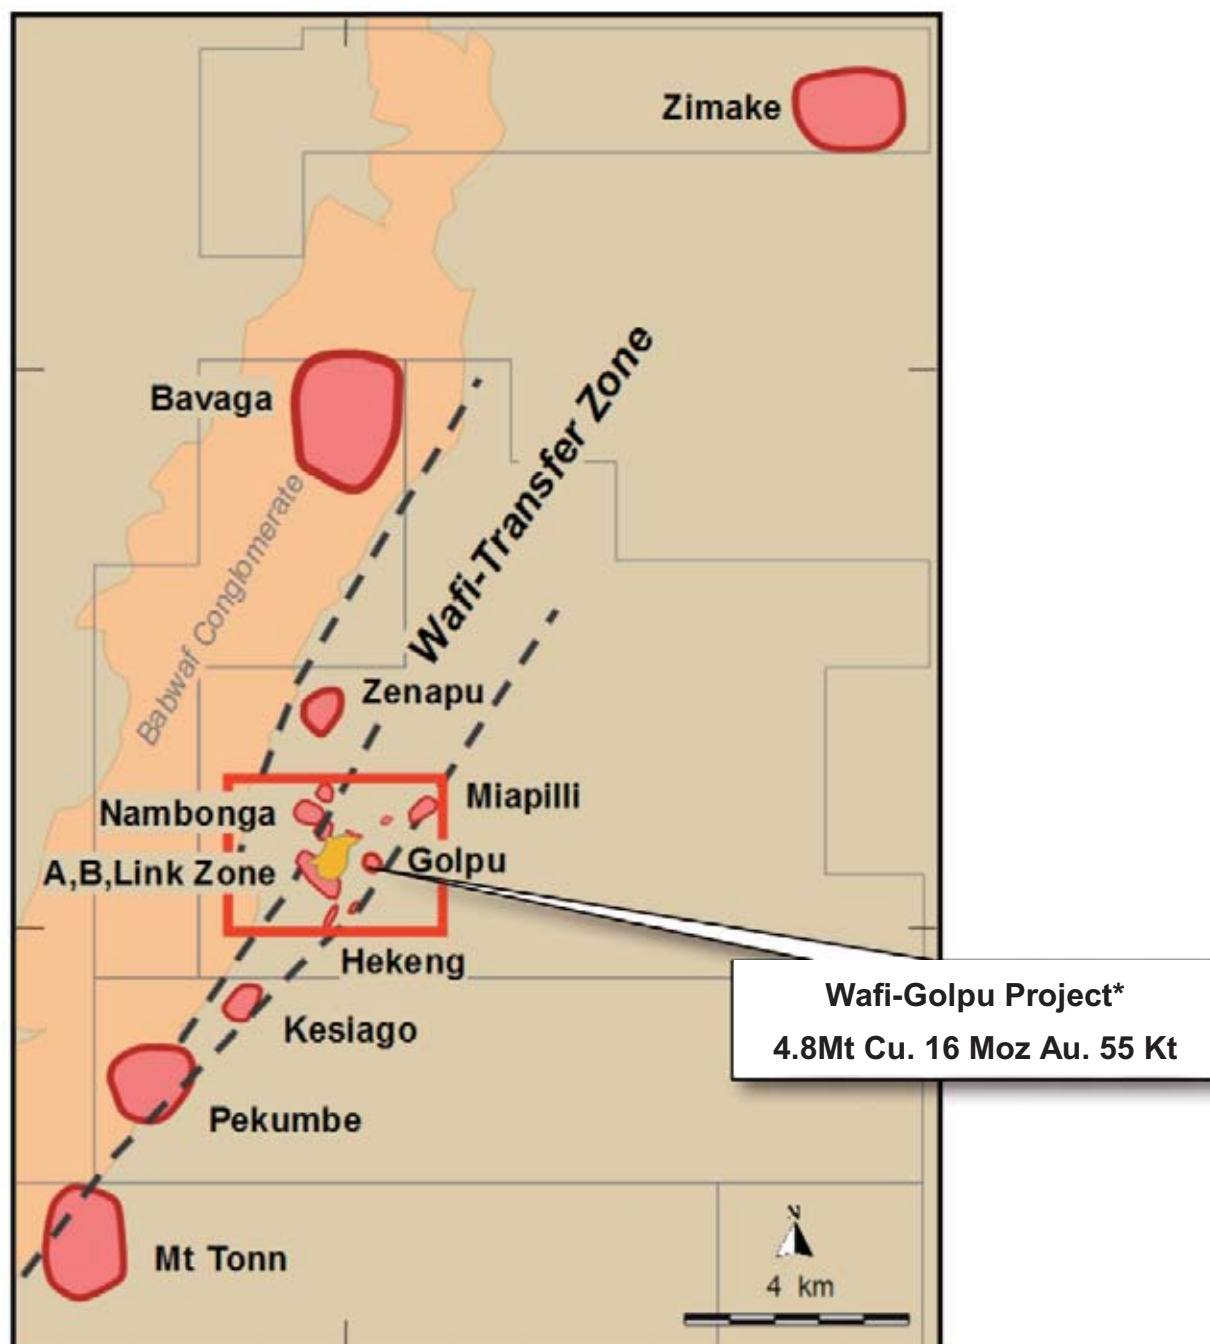 Zimake
Bavaga
Wafi-Transfer Zone
Babwaf Conglomerate
Zenapu
Miapilli
Nambonga
Golpu
A,B,Link Zone
Hekeng
Wafi-Golpu Project*
4.8Mt Cu. 16 Moz Au. 55 Kt
Kesiago
Pekumbe
Mt Tonn
N
4 km